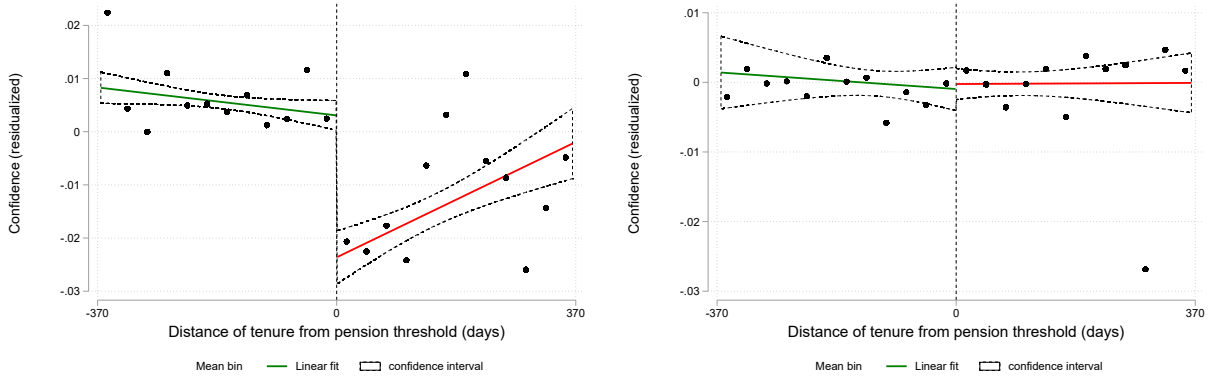 .02
.01
0
-.01
-.02
-.03
Confidence (residualized)
-370
0
370
Distance of tenure from pension threshold (days)
Mean bin
Linear fit
confidence interval
.01
0
-.01
-.02
-.03
Confidence (residualized)
-370
0
370
Distance of tenure from pension threshold (days)
Mean bin
Linear fit
confidence interval